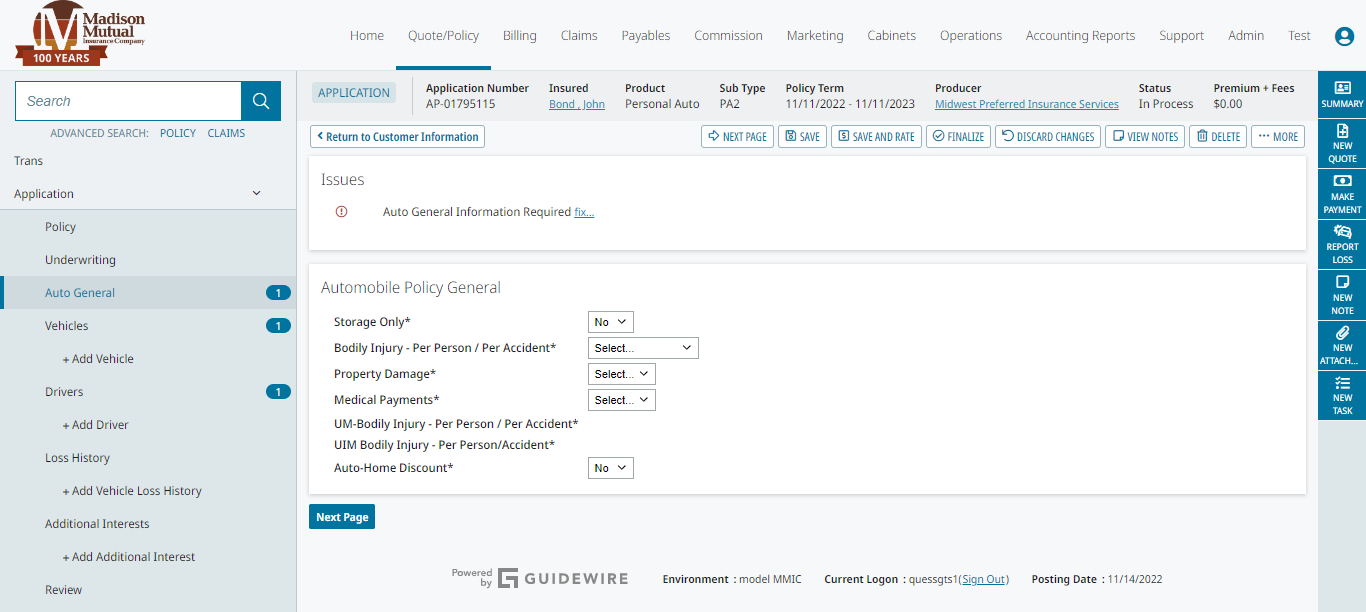 Madison
Mutual
Insurance Company
100 YEARS
Home
Quote/Policy
Billing
Claims
Payables
Commission
Marketing
Cabinets
Operations
Accounting Reports
Support
Admin
Test
Search
ADVANCED SEARCH: POLICY CLAIMS
Trans
Application
Policy
Underwriting
Auto General 1
Vehicles 1
+ Add Vehicle
Drivers 1
+ Add Driver
Loss History
+ Add Vehicle Loss History
Additional Interests
+ Add Additional Interest
Review
APPLICATION
Application Number
AP-01795115
Insured
Bond , John
Product
Personal Auto
Sub Type
PA2
Policy Term
11/11/2022 - 11/11/2023
Producer
Midwest Preferred Insurance Services
Status
In Process
Premium + Fees
$0.00
Return to Customer Information
NEXT PAGE
SAVE
SAVE AND RATE
FINALIZE
DISCARD CHANGES
VIEW NOTES
DELETE
··· MORE
Issues
Auto General Information Required fix...
Automobile Policy General
Storage Only* No
Bodily Injury - Per Person / Per Accident* Select...
Property Damage* Select...
Medical Payments* Select...
UM-Bodily Injury - Per Person / Per Accident*
UIM Bodily Injury - Per Person/Accident*
Auto-Home Discount* No
Next Page
Powered
by
GUIDEWIRE
Environment : model MMIC
Current Logon : quessgts1(Sign Out)
Posting Date : 11/14/2022
SUMMARY
NEW
QUOTE
MAKE
PAYMENT
REPORT
LOSS
NEW
NOTE
NEW
ATTACH...
NEW
TASK